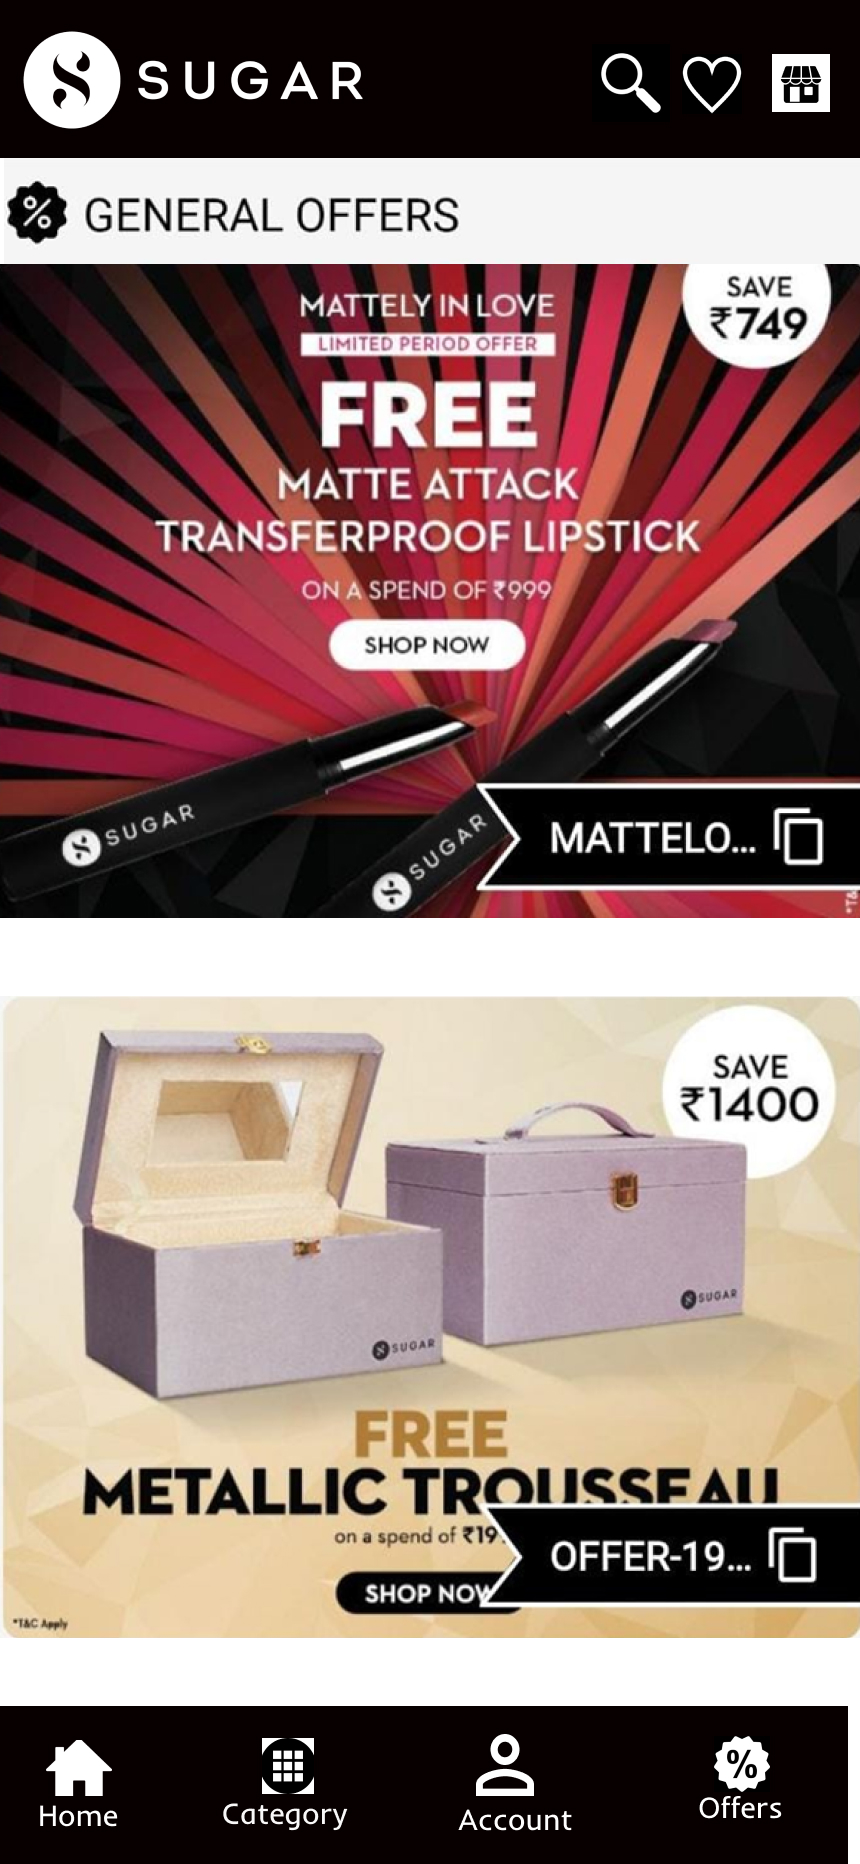 SUGAR
GENERAL OFFERS
MATTELY IN LOVE
SAVE
₹749
LIMITED PERIOD OFFER
FREE
MATTE ATTACK
TRANSFERPROOF LIPSTICK
ON A SPEND OF ₹999
SHOP NOW
SUGAR
SUGAR
MATTELO...
*T&
SAVE
₹1400
SUGAR
SUGAR
FREE
METALLIC TROUSSEAU
on a spend of ₹19
OFFER-19...
SHOP NOW
*T&C Apply
Home
Category
Account
Offers